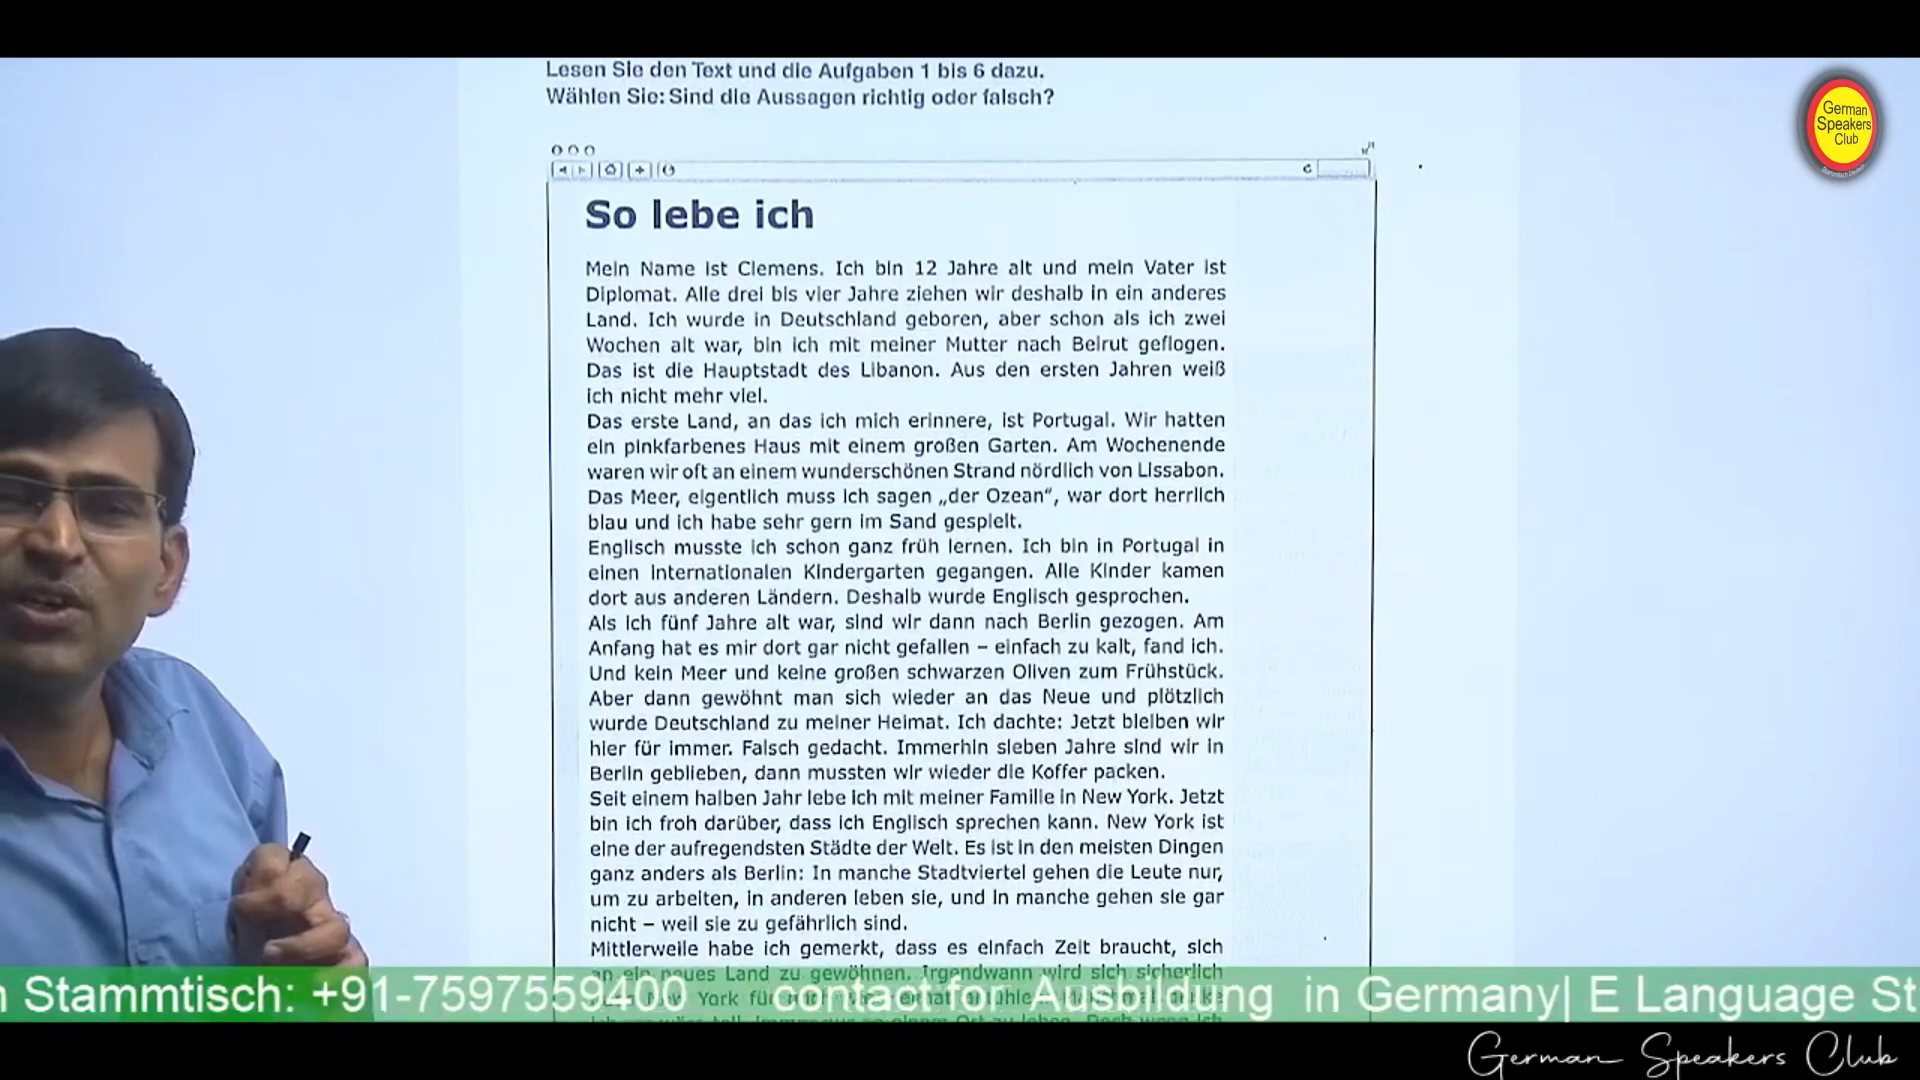 Lesen Sie den Text und die Aufgaben 1 bis 6 dazu.
Wählen Sie: Sind die Aussagen richtig oder falsch?
German
Speakers
Club
So lebe ich
Mein Name ist Clemens. Ich bin 12 Jahre alt und mein Vater ist
Diplomat. Alle drei bis vier Jahre ziehen wir deshalb in ein anderes
Land. Ich wurde in Deutschland geboren, aber schon als ich zwei
Wochen alt war, bin ich mit meiner Mutter nach Beirut geflogen.
Das ist die Hauptstadt des Libanon. Aus den ersten Jahren weiß
ich nicht mehr viel.
Das erste Land, an das ich mich erinnere, ist Portugal. Wir hatten
ein pinkfarbenes Haus mit einem großen Garten. Am Wochenende
waren wir oft an einem wunderschönen Strand nördlich von Lissabon.
Das Meer, eigentlich muss ich sagen „der Ozean“, war dort herrlich
blau und ich habe sehr gern im Sand gespielt.
Englisch musste ich schon ganz früh lernen. Ich bin in Portugal in
einen internationalen Kindergarten gegangen. Alle Kinder kamen
dort aus anderen Ländern. Deshalb wurde Englisch gesprochen.
Als ich fünf Jahre alt war, sind wir dann nach Berlin gezogen. Am
Anfang hat es mir dort gar nicht gefallen – einfach zu kalt, fand ich.
Und kein Meer und keine großen schwarzen Oliven zum Frühstück.
Aber dann gewöhnt man sich wieder an das Neue und plötzlich
wurde Deutschland zu meiner Heimat. Ich dachte: Jetzt bleiben wir
hier für immer. Falsch gedacht. Immerhin sieben Jahre sind wir in
Berlin geblieben, dann mussten wir wieder die Koffer packen.
Seit einem halben Jahr lebe ich mit meiner Familie in New York. Jetzt
bin ich froh darüber, dass ich Englisch sprechen kann. New York ist
eine der aufregendsten Städte der Welt. Es ist in den meisten Dingen
ganz anders als Berlin: In manche Stadtviertel gehen die Leute nur,
um zu arbeiten, in anderen leben sie, und in manche gehen sie gar
nicht – weil sie zu gefährlich sind.
Mittlerweile habe ich gemerkt, dass es einfach Zeit braucht, sich
an ein neues Land zu gewöhnen. Irgendwann wird sich sicherlich
n Stammtisch: +91-7597559400 contact for Ausbildung in Germany| E Language St
German Speakers Club